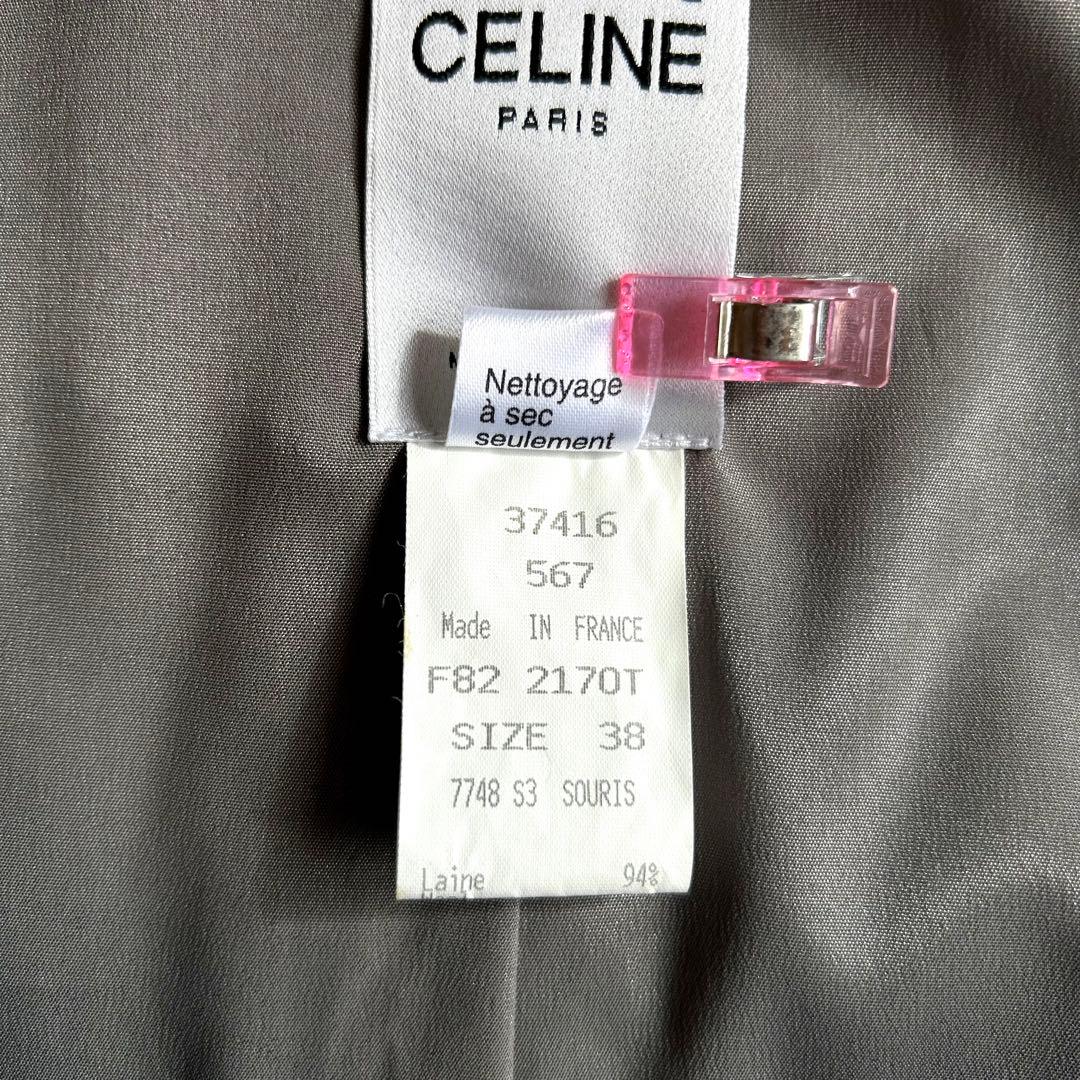 CELINE
PARIS
Nettoyage
à sec
seulement
37416
567
Made IN FRANCE
F82 2170T
SIZE 38
7748 S3 SOURIS
Laine 94%